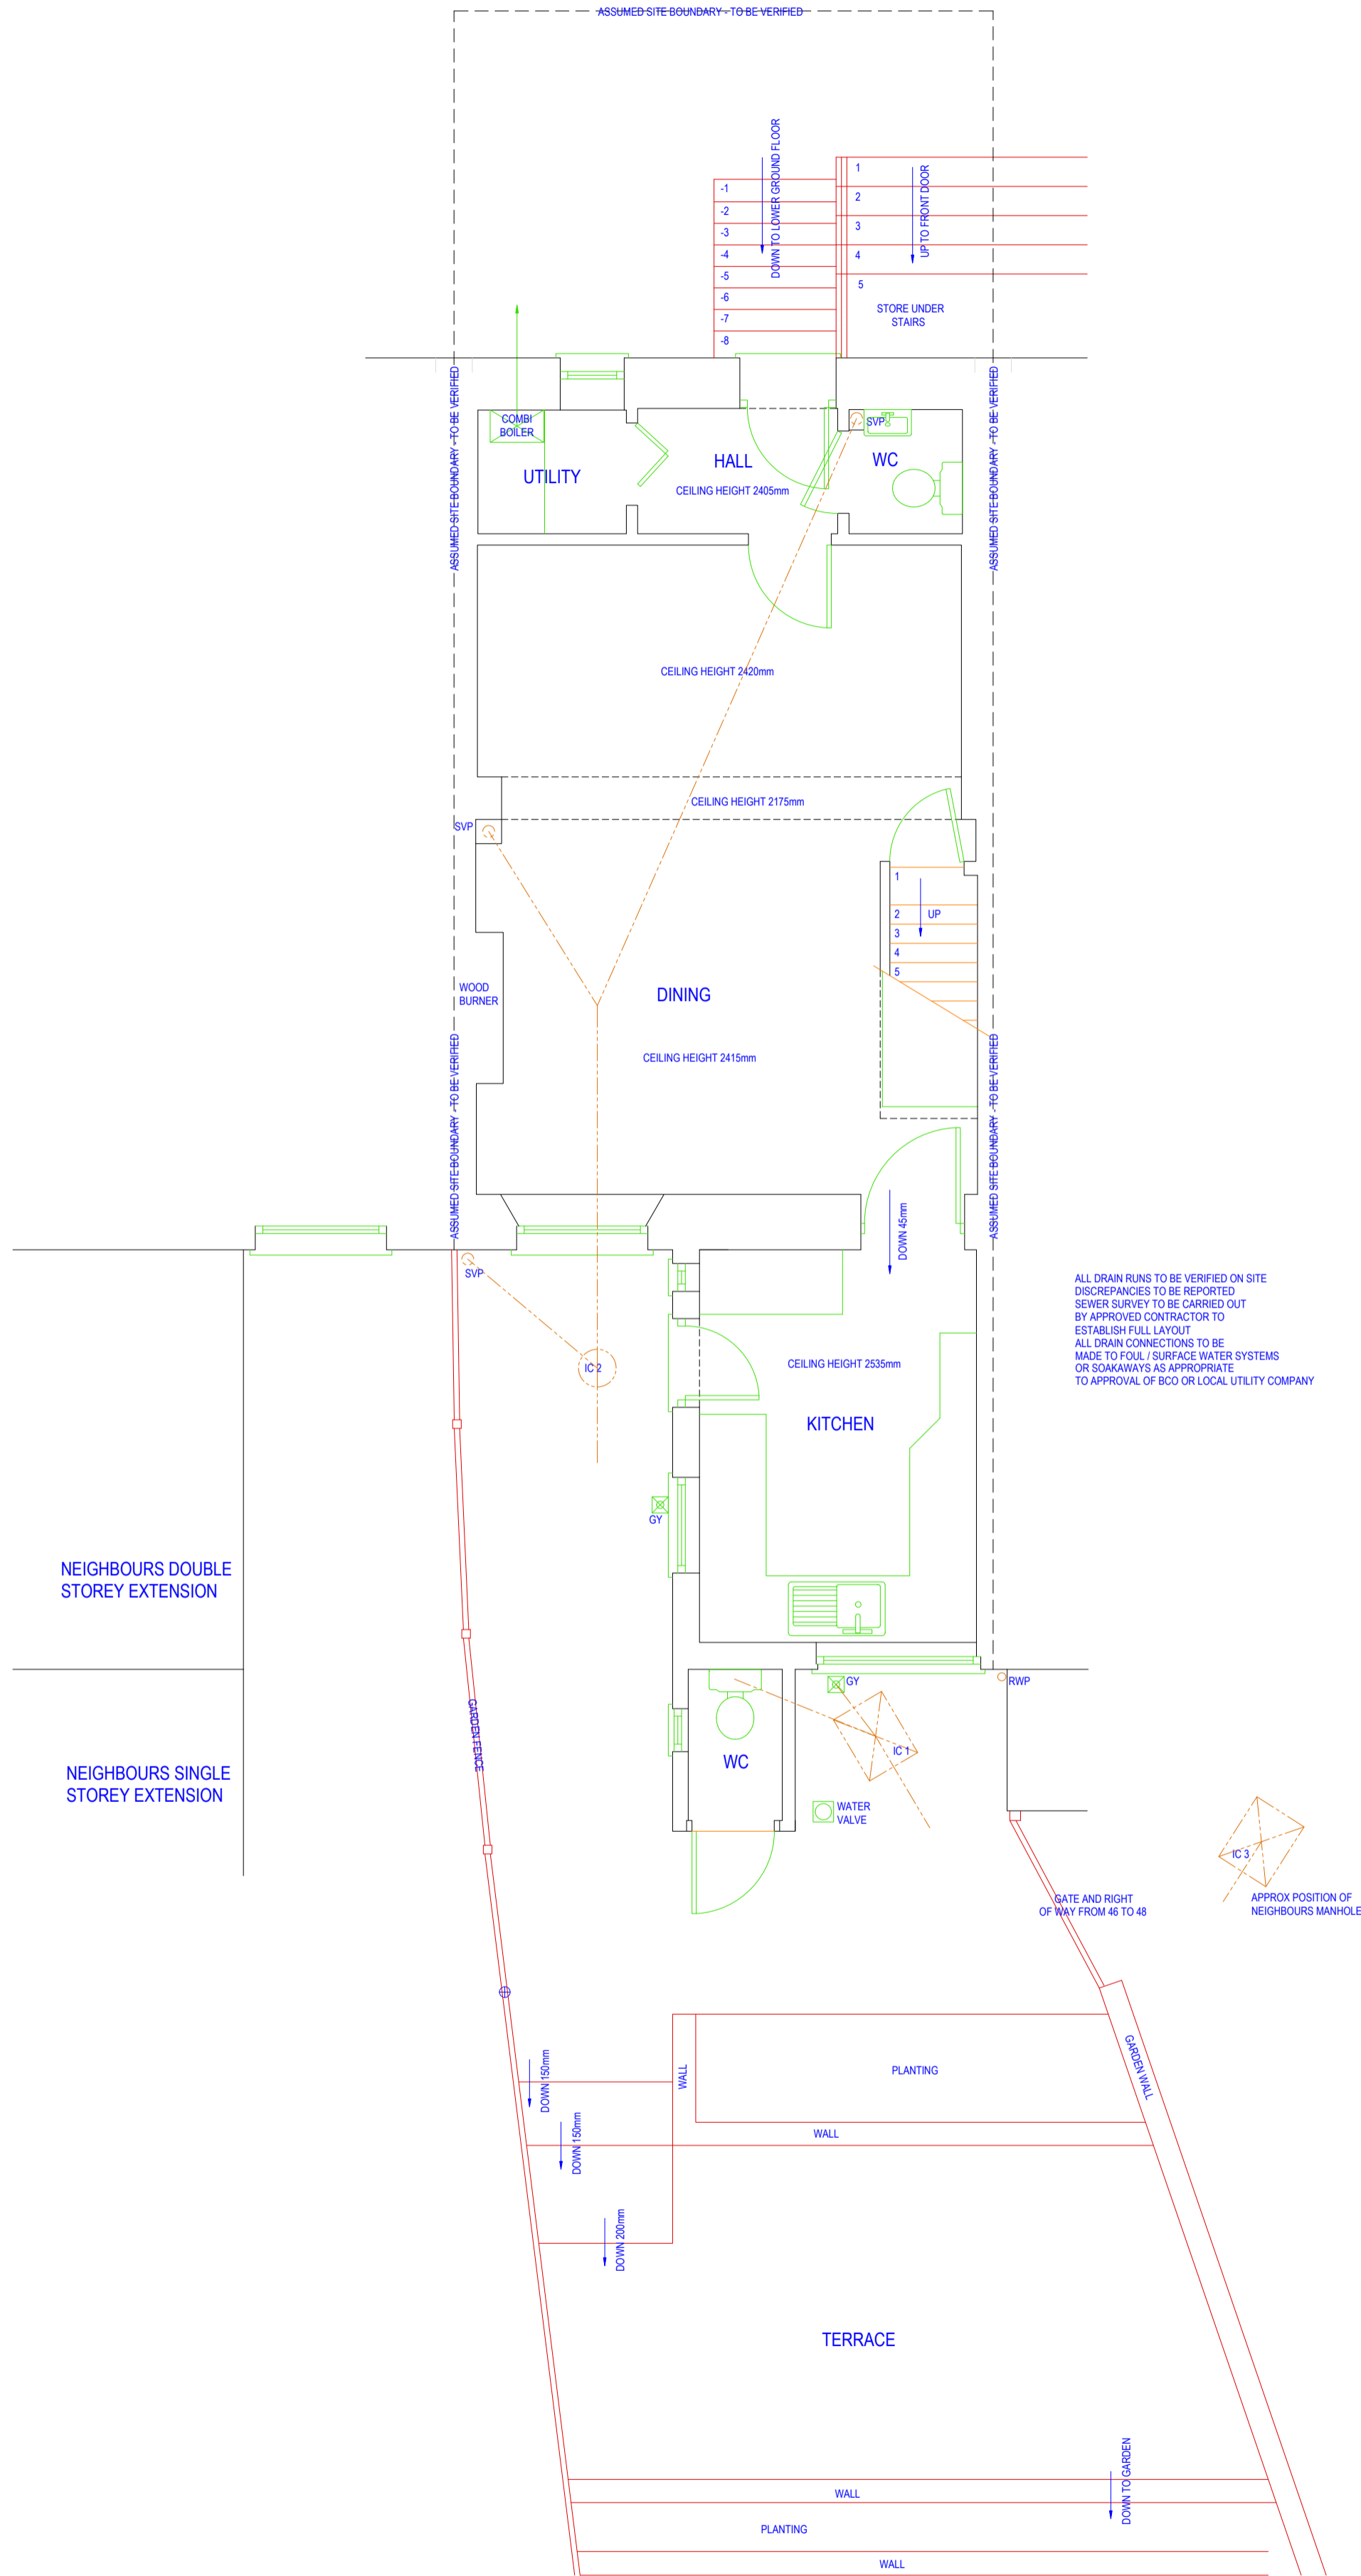 ASSUMED SITE BOUNDARY - TO BE VERIFIED
DOWN TO LOWER GROUND FLOOR
UP TO FRONT DOOR
-1
-2
-3
-4
-5
-6
-7
-8
1
2
3
4
5
STORE UNDER
STAIRS
ASSUMED SITE BOUNDARY - TO BE VERIFIED
ASSUMED SITE BOUNDARY - TO BE VERIFIED
COMBI
BOILER
UTILITY
HALL
CEILING HEIGHT 2405mm
SVP
WC
CEILING HEIGHT 2420mm
CEILING HEIGHT 2175mm
SVP
1
2
3
4
5
UP
WOOD
BURNER
DINING
CEILING HEIGHT 2415mm
ASSUMED SITE BOUNDARY - TO BE VERIFIED
ASSUMED SITE BOUNDARY - TO BE VERIFIED
DOWN 45mm
SVP
IC 2
CEILING HEIGHT 2535mm
KITCHEN
ALL DRAIN RUNS TO BE VERIFIED ON SITE
DISCREPANCIES TO BE REPORTED
SEWER SURVEY TO BE CARRIED OUT
BY APPROVED CONTRACTOR TO
ESTABLISH FULL LAYOUT
ALL DRAIN CONNECTIONS TO BE
MADE TO FOUL / SURFACE WATER SYSTEMS
OR SOAKAWAYS AS APPROPRIATE
TO APPROVAL OF BCO OR LOCAL UTILITY COMPANY
GY
NEIGHBOURS DOUBLE
STOREY EXTENSION
GARDEN FENCE
GY
RWP
IC 1
WC
NEIGHBOURS SINGLE
STOREY EXTENSION
WATER
VALVE
IC 3
GATE AND RIGHT
OF WAY FROM 46 TO 48
APPROX POSITION OF
NEIGHBOURS MANHOLE
DOWN 150mm
DOWN 150mm
DOWN 200mm
WALL
PLANTING
GARDEN WALL
WALL
TERRACE
DOWN TO GARDEN
WALL
PLANTING
WALL